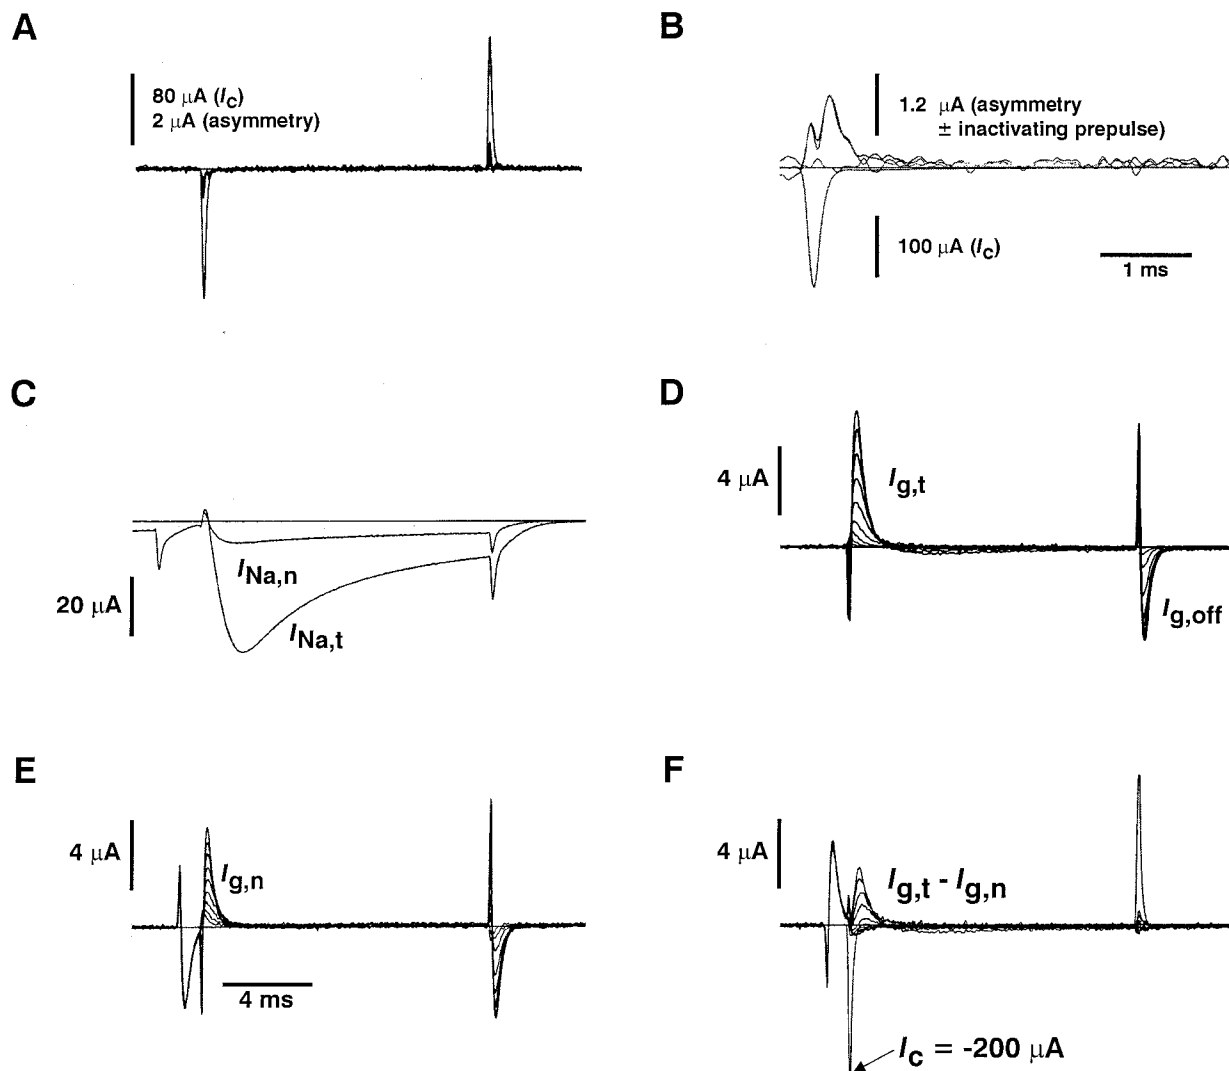 A
80 μA (Ic)
2 μA (asymmetry)
B
1.2 μA (asymmetry
± inactivating prepulse)
100 μA (Ic)
1 ms
C
INa,n
20 μA
INa,t
D
4 μA
Ig,t
Ig,off
E
4 μA
Ig,n
4 ms
F
4 μA
Ig,t - Ig,n
Ic = -200 μA